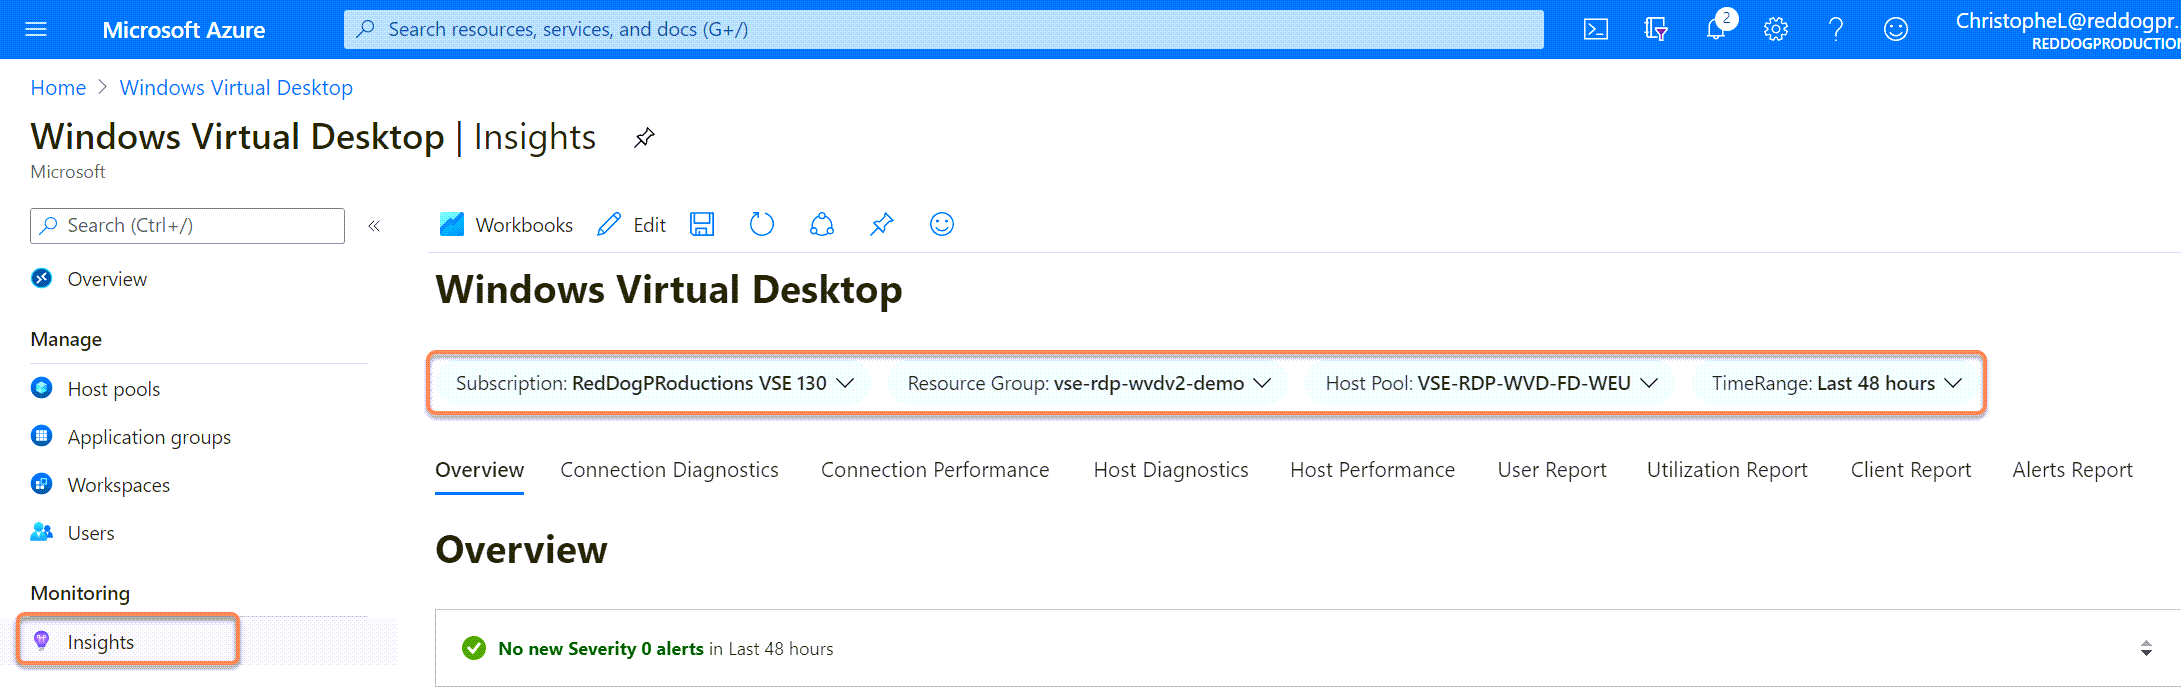 Microsoft Azure
Search resources, services, and docs (G+/)
2
ChristopheL@reddogpr.
REDDOGPRODUCTION
Home > Windows Virtual Desktop
Windows Virtual Desktop | Insights
Microsoft
Search (Ctrl+/)
«
Workbooks
Edit
Overview
Manage
Host pools
Application groups
Workspaces
Users
Monitoring
Insights
Windows Virtual Desktop
Subscription: RedDogPRoductions VSE 130
Resource Group: vse-rdp-wvdv2-demo
Host Pool: VSE-RDP-WVD-FD-WEU
TimeRange: Last 48 hours
Overview
Connection Diagnostics
Connection Performance
Host Diagnostics
Host Performance
User Report
Utilization Report
Client Report
Alerts Report
Overview
No new Severity 0 alerts in Last 48 hours